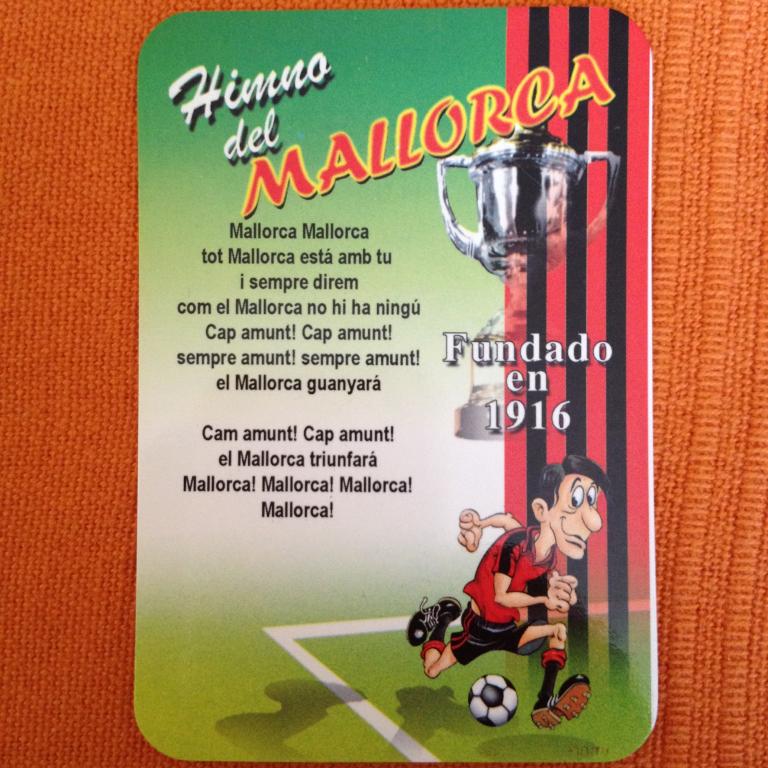 Himno
del
MALLORCA
Mallorca Mallorca
tot Mallorca está amb tu
i sempre direm
com el Mallorca no hi ha ningú
Cap amunt! Cap amunt!
sempre amunt! sempre amunt!
el Mallorca guanyará
Cam amunt! Cap amunt!
el Mallorca triunfará
Mallorca! Mallorca! Mallorca!
Mallorca!
Fundado
en
1916